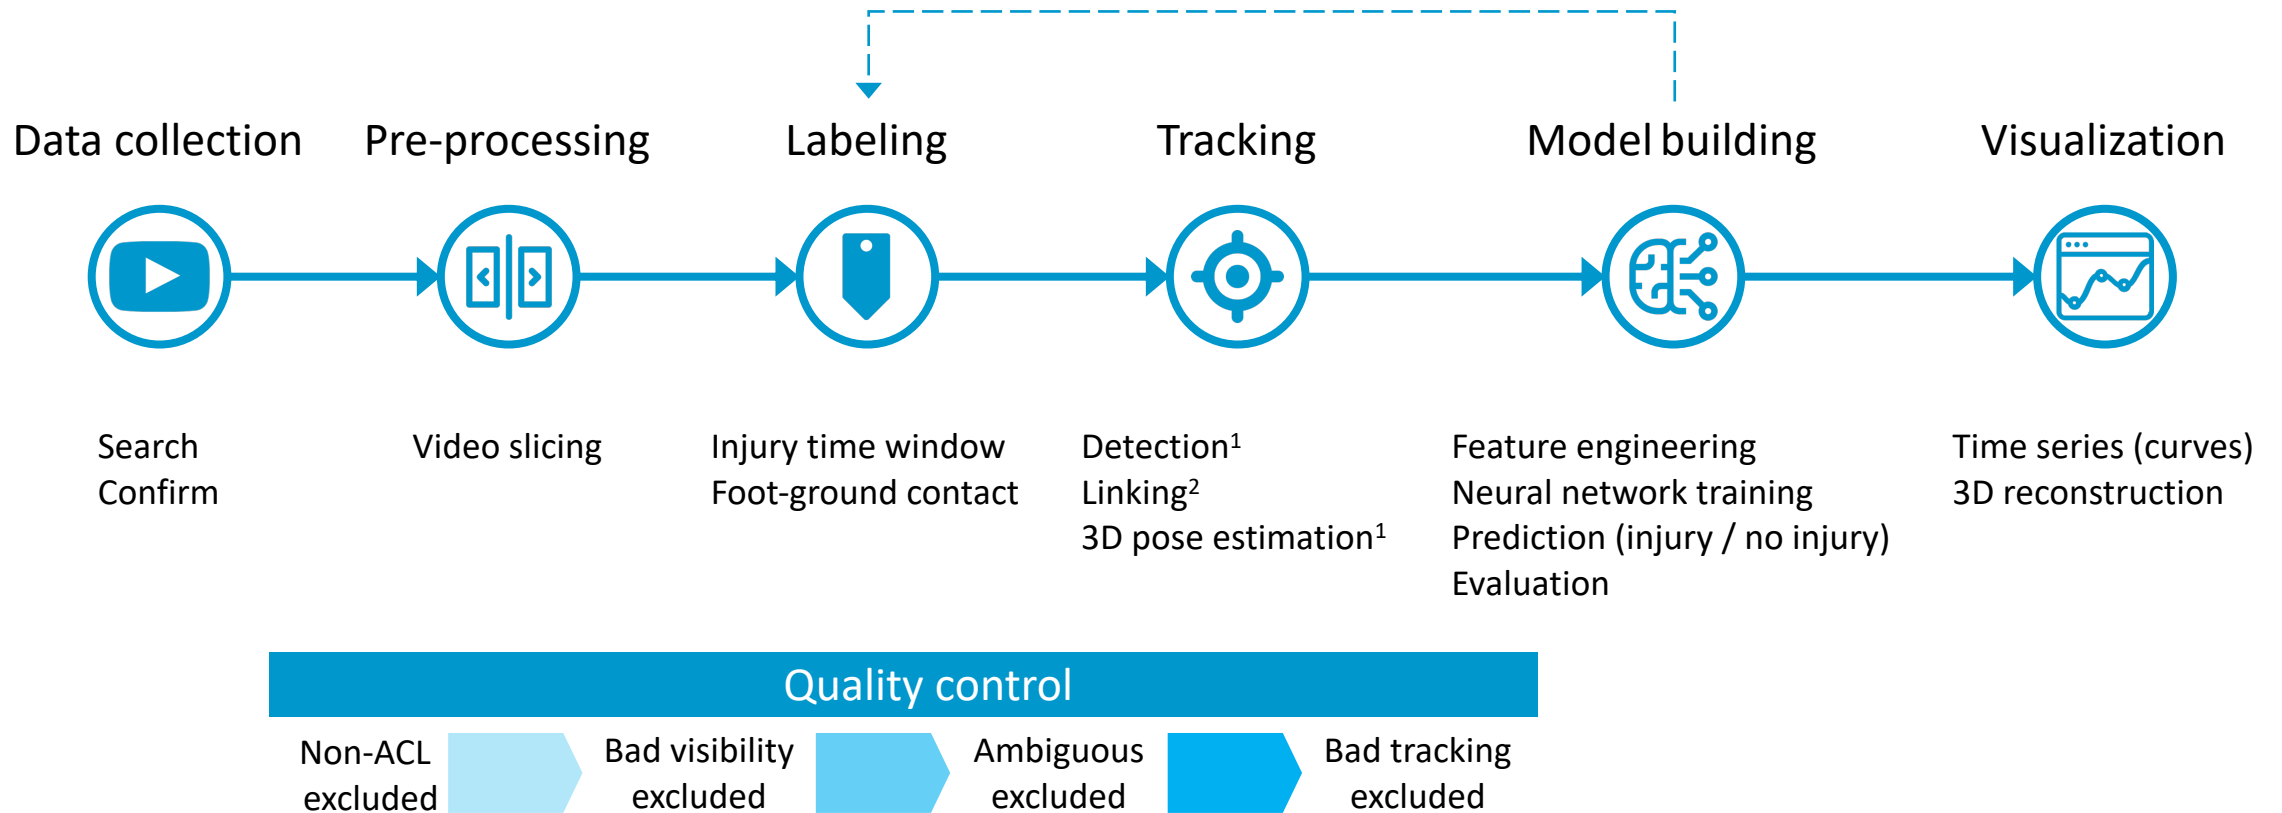 Data collection
Pre-processing
Labeling
Tracking
Model building
Visualization
Search
Confirm
Video slicing
Injury time window
Foot-ground contact
Detection¹
Linking²
3D pose estimation¹
Feature engineering
Neural network training
Prediction (injury / no injury)
Evaluation
Time series (curves)
3D reconstruction
Quality control
Non-ACL
excluded
Bad visibility
excluded
Ambiguous
excluded
Bad tracking
excluded